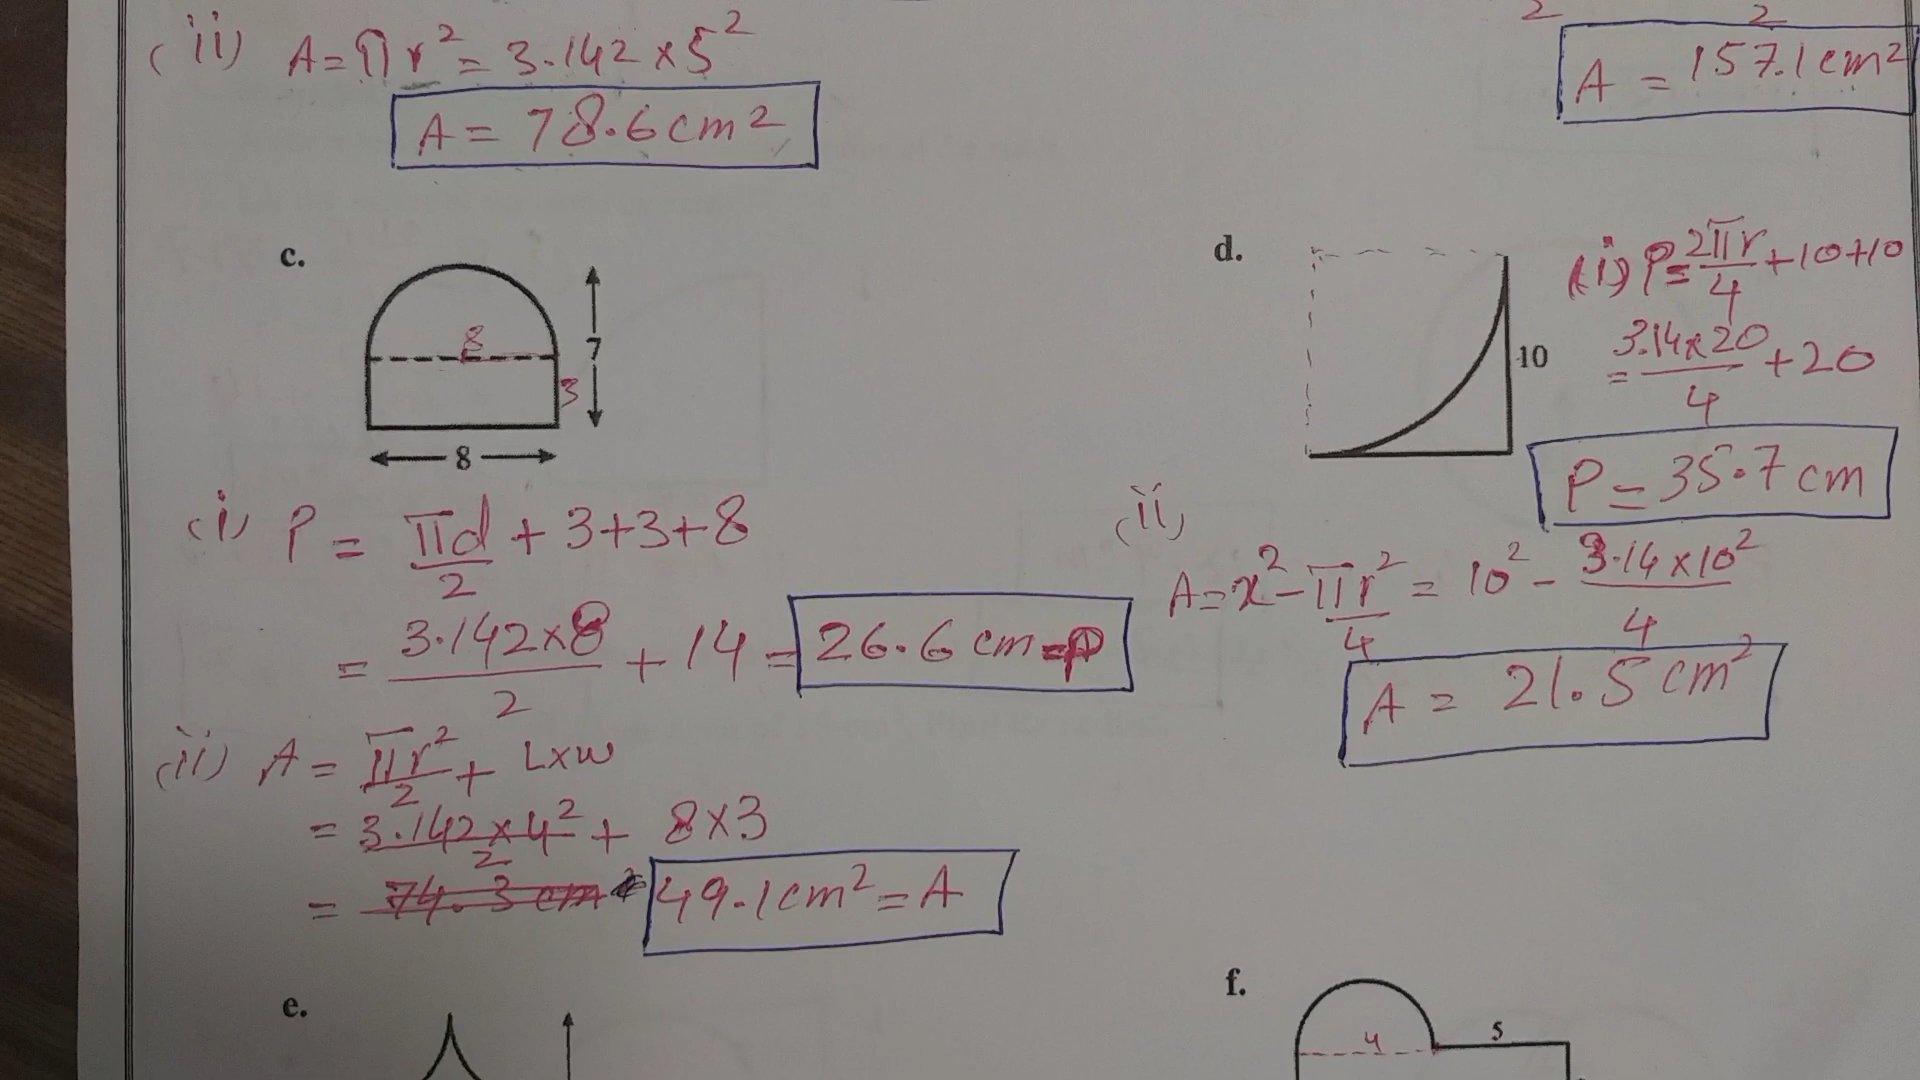 (ii) A = πr² = 3.142 × 5²
A = 78.6 cm²
2 2
A = 157.1 cm²
c.
8
7
3
8
(i) P = πd/2 + 3+3+8
= 3.142×8/2 + 14 = 26.6 cm = P
(ii) A = πr²/2 + L×w
= 3.142×4²/2 + 8×3
= 74.3 cm² 49.1 cm² = A
d.
10
(i) P = 2πr/4 + 10+10
= 3.14×20/4 + 20
P = 35.7 cm
(ii)
A = x² - πr²/4 = 10² - 3.14×10²/4
A = 21.5 cm²
e.
f.
4
5